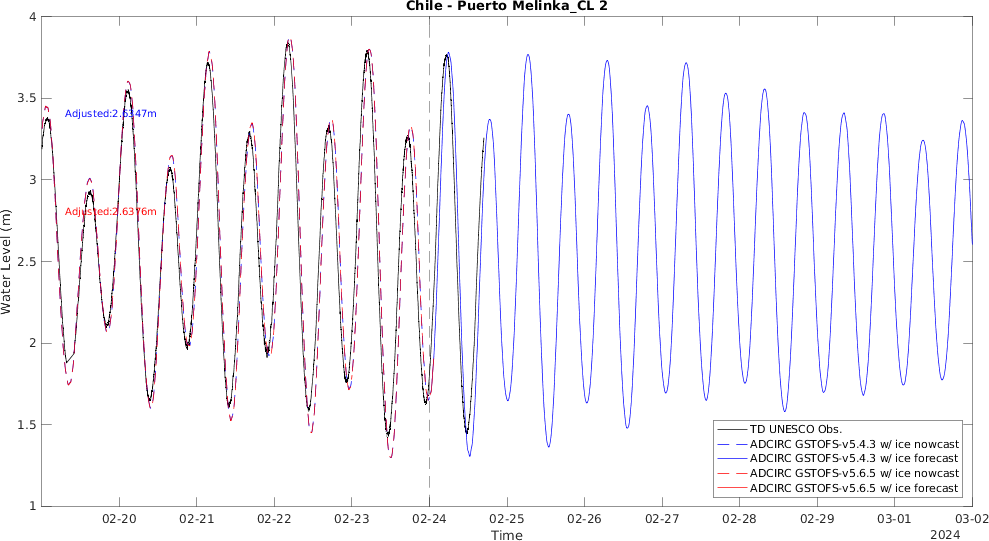 Chile - Puerto Melinka_CL 2
4
3.5
3
2.5
2
1.5
1
Water Level (m)
Adjusted:2.6347m
Adjusted:2.6376m
TD UNESCO Obs.
ADCIRC GSTOFS-v5.4.3 w/ ice nowcast
ADCIRC GSTOFS-v5.4.3 w/ ice forecast
ADCIRC GSTOFS-v5.6.5 w/ ice nowcast
ADCIRC GSTOFS-v5.6.5 w/ ice forecast
02-20 02-21 02-22 02-23 02-24 02-25 02-26 02-27 02-28 02-29 03-01 03-02
Time
2024